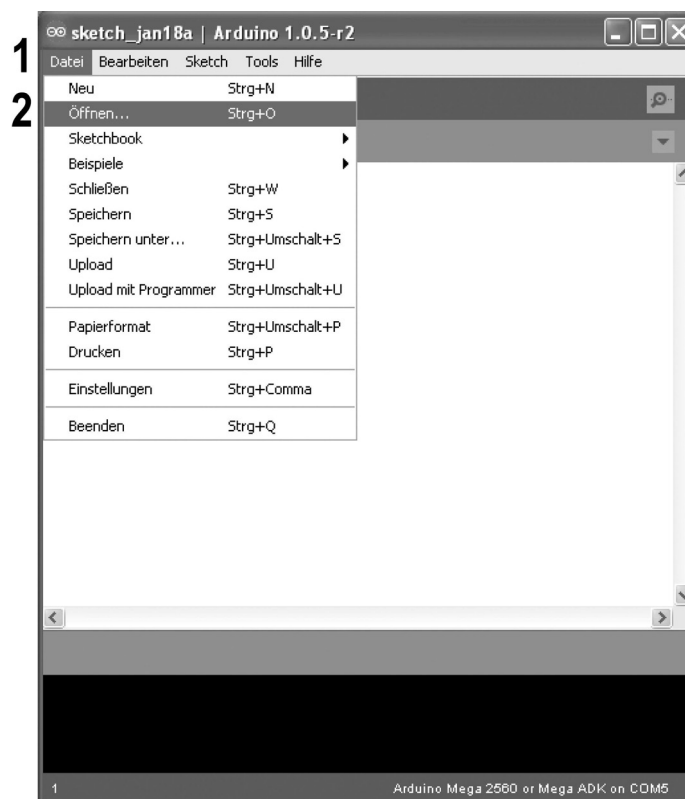 sketch_jan18a | Arduino 1.0.5-r2
1
Datei Bearbeiten Sketch Tools Hilfe
2
Neu Strg+N
Öffnen... Strg+O
Sketchbook
Beispiele
Schließen Strg+W
Speichern Strg+S
Speichern unter... Strg+Umschalt+S
Upload Strg+U
Upload mit Programmer Strg+Umschalt+U
Papierformat Strg+Umschalt+P
Drucken Strg+P
Einstellungen Strg+Comma
Beenden Strg+Q
1 Arduino Mega 2560 or Mega ADK on COM5